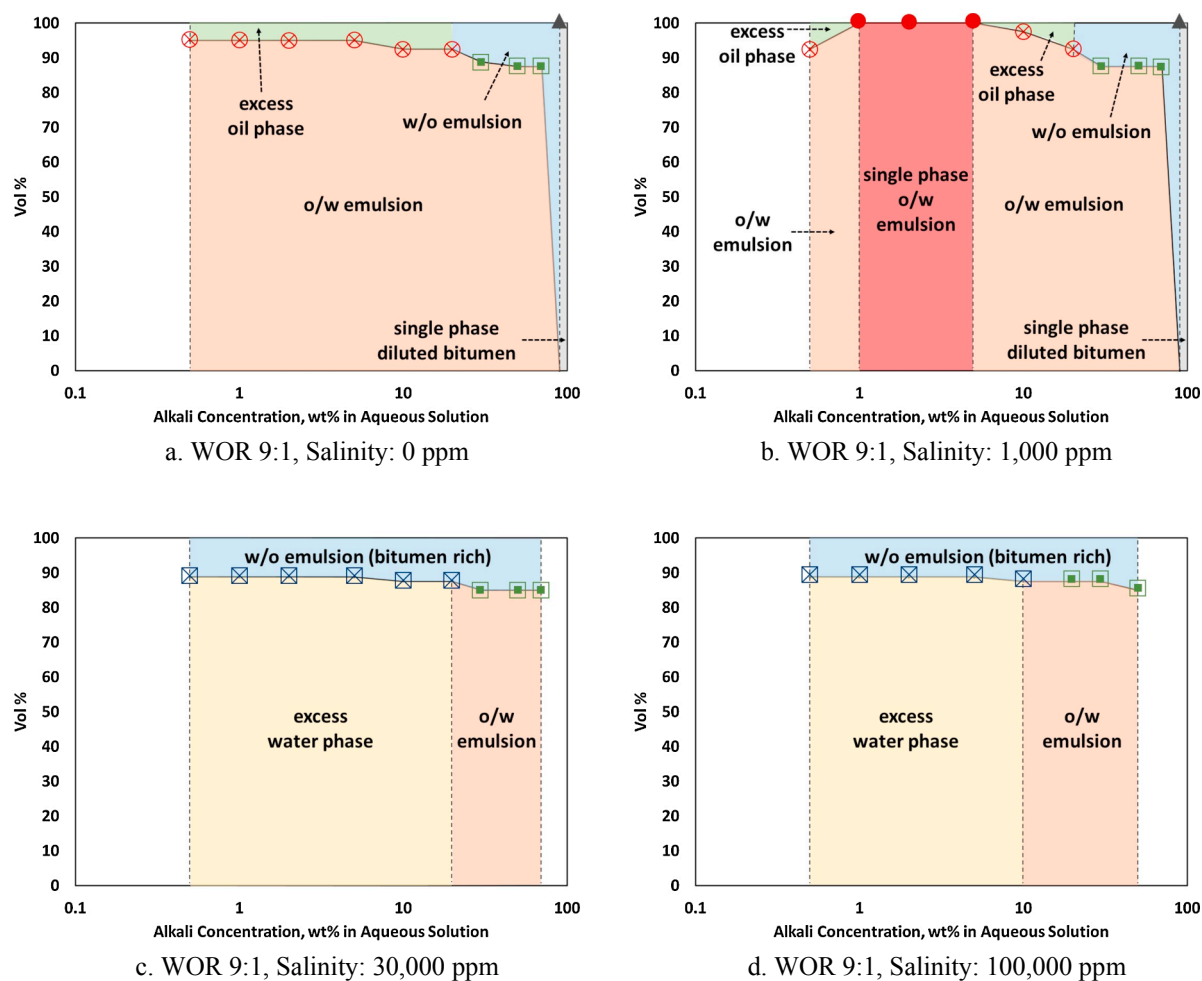 100
90
80
70
60
50
40
30
20
10
0
Vol %
excess
oil phase
w/o emulsion
o/w emulsion
single phase
diluted bitumen
0.1
1
10
100
Alkali Concentration, wt% in Aqueous Solution
a. WOR 9:1, Salinity: 0 ppm
100
90
80
70
60
50
40
30
20
10
0
Vol %
excess
oil phase
excess
oil phase
w/o emulsion
single phase
o/w
emulsion
o/w emulsion
o/w
emulsion
single phase
diluted bitumen
0.1
1
10
100
Alkali Concentration, wt% in Aqueous Solution
b. WOR 9:1, Salinity: 1,000 ppm
100
90
80
70
60
50
40
30
20
10
0
Vol %
w/o emulsion (bitumen rich)
excess
water phase
o/w
emulsion
0.1
1
10
100
Alkali Concentration, wt% in Aqueous Solution
c. WOR 9:1, Salinity: 30,000 ppm
100
90
80
70
60
50
40
30
20
10
0
Vol %
w/o emulsion (bitumen rich)
excess
water phase
o/w
emulsion
0.1
1
10
100
Alkali Concentration, wt% in Aqueous Solution
d. WOR 9:1, Salinity: 100,000 ppm